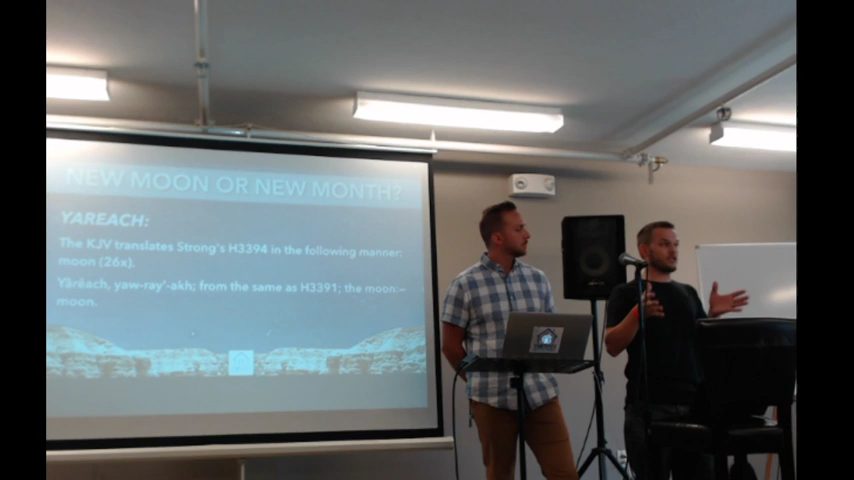 NEW MOON OR NEW MONTH?
YAREACH:
The KJV translates Strong's H3394 in the following manner:
moon (26x).
Yârêach, yaw-ray'-akh; from the same as H3391; the moon:–
moon.